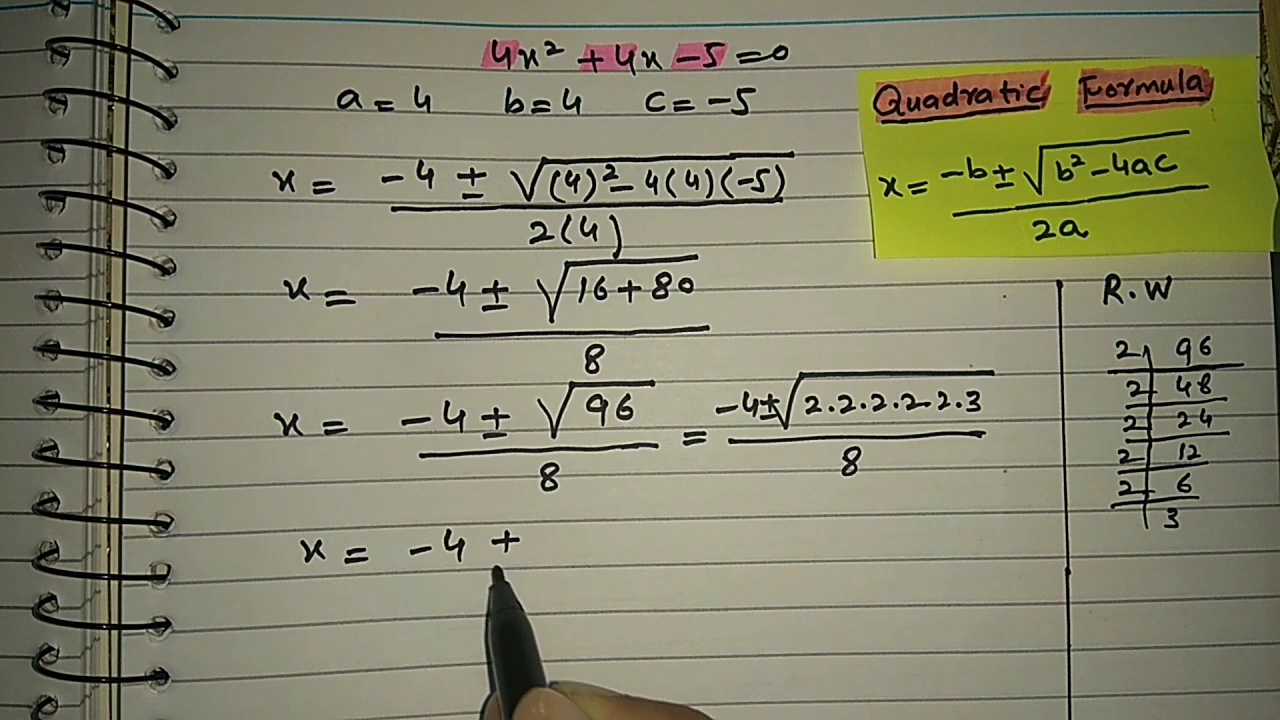 4x² + 4x - 5 = 0
a = 4 b = 4 c = -5
x = -4 ± √(4)² - 4(4)(-5)
2(4)
x = -4 ± √16 + 80
8
x = -4 ± √96 = -4 ± √2.2.2.2.2.3
8 8
x = -4 +
Quadratic Formula
x = -b ± √b² - 4ac
2a
R.W
2 96
2 48
2 24
2 12
2 6
3